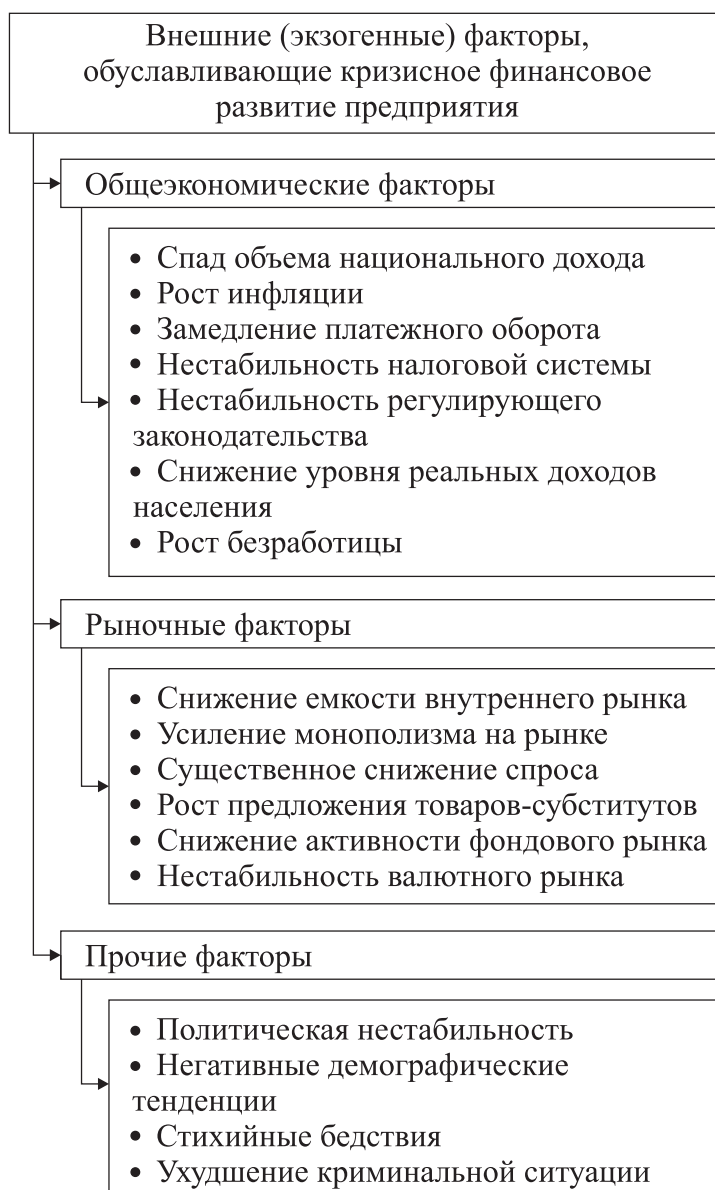 Внешние (экзогенные) факторы,
обуславливающие кризисное финансовое
развитие предприятия
Общеэкономические факторы
• Спад объема национального дохода
• Рост инфляции
• Замедление платежного оборота
• Нестабильность налоговой системы
• Нестабильность регулирующего
законодательства
• Снижение уровня реальных доходов
населения
• Рост безработицы
Рыночные факторы
• Снижение емкости внутреннего рынка
• Усиление монополизма на рынке
• Существенное снижение спроса
• Рост предложения товаров-субститутов
• Снижение активности фондового рынка
• Нестабильность валютного рынка
Прочие факторы
• Политическая нестабильность
• Негативные демографические
тенденции
• Стихийные бедствия
• Ухудшение криминальной ситуации